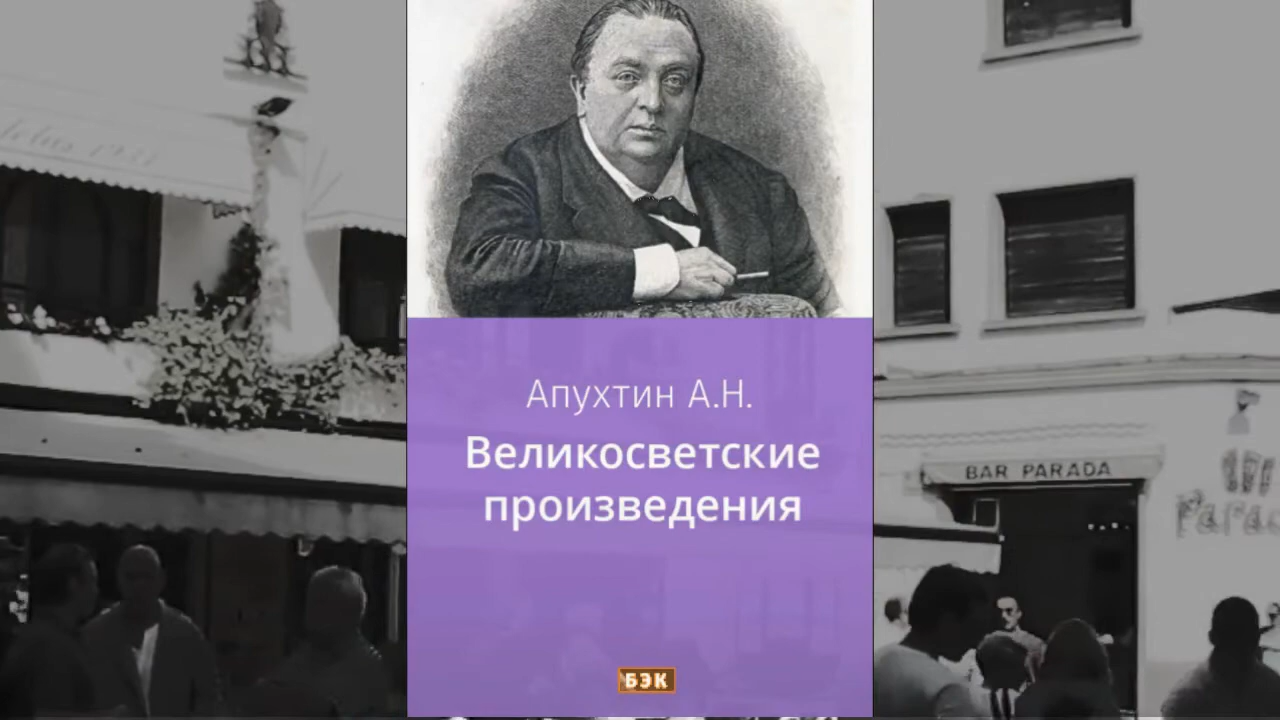 Апухтин А.Н.
Великосветские
произведения
БЭК
BAR PARADA